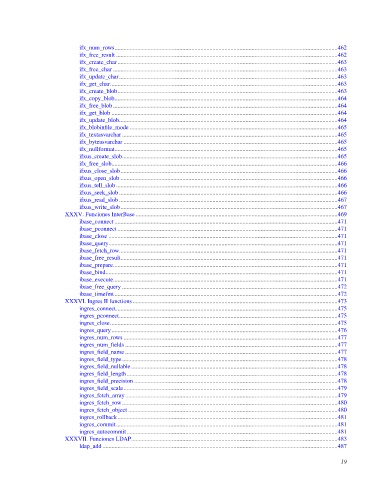 ifx_num_rows.....462
ifx_free_result.....462
ifx_create_char.....463
ifx_free_char.....463
ifx_update_char.....463
ifx_get_char.....463
ifx_create_blob.....463
ifx_copy_blob.....464
ifx_free_blob.....464
ifx_get_blob.....464
ifx_update_blob.....464
ifx_blobinfile_mode.....465
ifx_textasvarchar.....465
ifx_byteasvarchar.....465
ifx_nullformat.....465
ifxus_create_slob.....465
ifx_free_slob.....466
ifxus_close_slob.....466
ifxus_open_slob.....466
ifxus_tell_slob.....466
ifxus_seek_slob.....466
ifxus_read_slob.....467
ifxus_write_slob.....467
XXXV. Funciones InterBase.....469
ibase_connect.....471
ibase_pconnect.....471
ibase_close.....471
ibase_query.....471
ibase_fetch_row.....471
ibase_free_result.....471
ibase_prepare.....471
ibase_bind.....471
ibase_execute.....471
ibase_free_query.....472
ibase_timefmt.....472
XXXVI. Ingres II functions.....473
ingres_connect.....475
ingres_pconnect.....475
ingres_close.....475
ingres_query.....476
ingres_num_rows.....477
ingres_num_fields.....477
ingres_field_name.....477
ingres_field_type.....478
ingres_field_nullable.....478
ingres_field_length.....478
ingres_field_precision.....478
ingres_field_scale.....479
ingres_fetch_array.....479
ingres_fetch_row.....480
ingres_fetch_object.....480
ingres_rollback.....481
ingres_commit.....481
ingres_autocommit.....481
XXXVII. Funciones LDAP.....483
ldap_add.....487
19